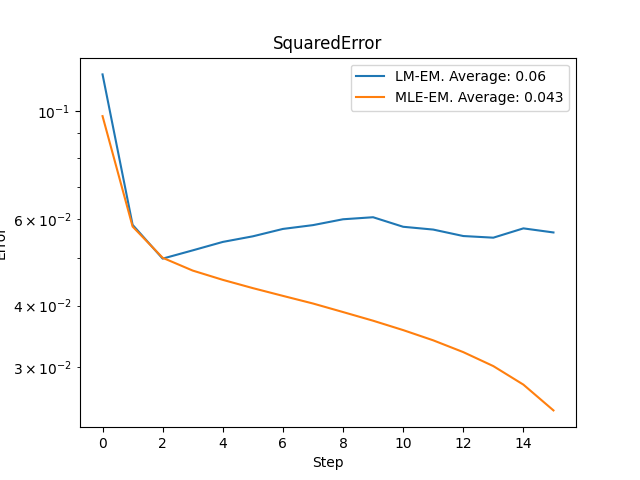 SquaredError
LM-EM. Average: 0.06
MLE-EM. Average: 0.043
10⁻¹
6 × 10⁻²
4 × 10⁻²
3 × 10⁻²
Error
0 2 4 6 8 10 12 14
Step